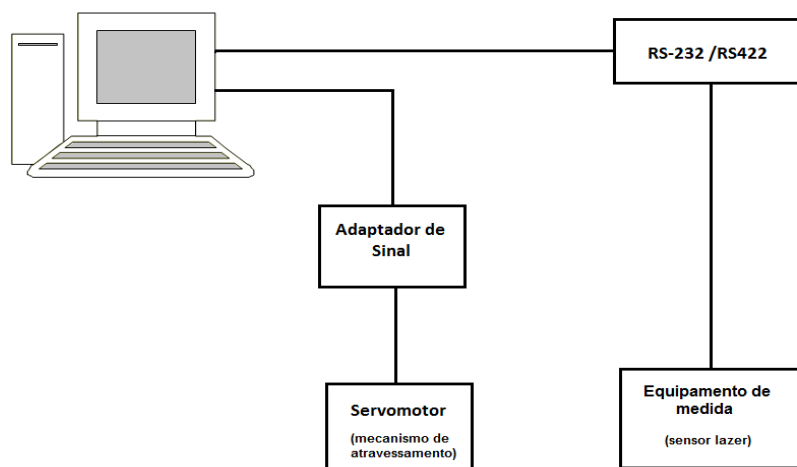 RS-232 /RS422
Adaptador de
Sinal
Servomotor
(mecanismo de
atravessamento)
Equipamento de
medida
(sensor lazer)